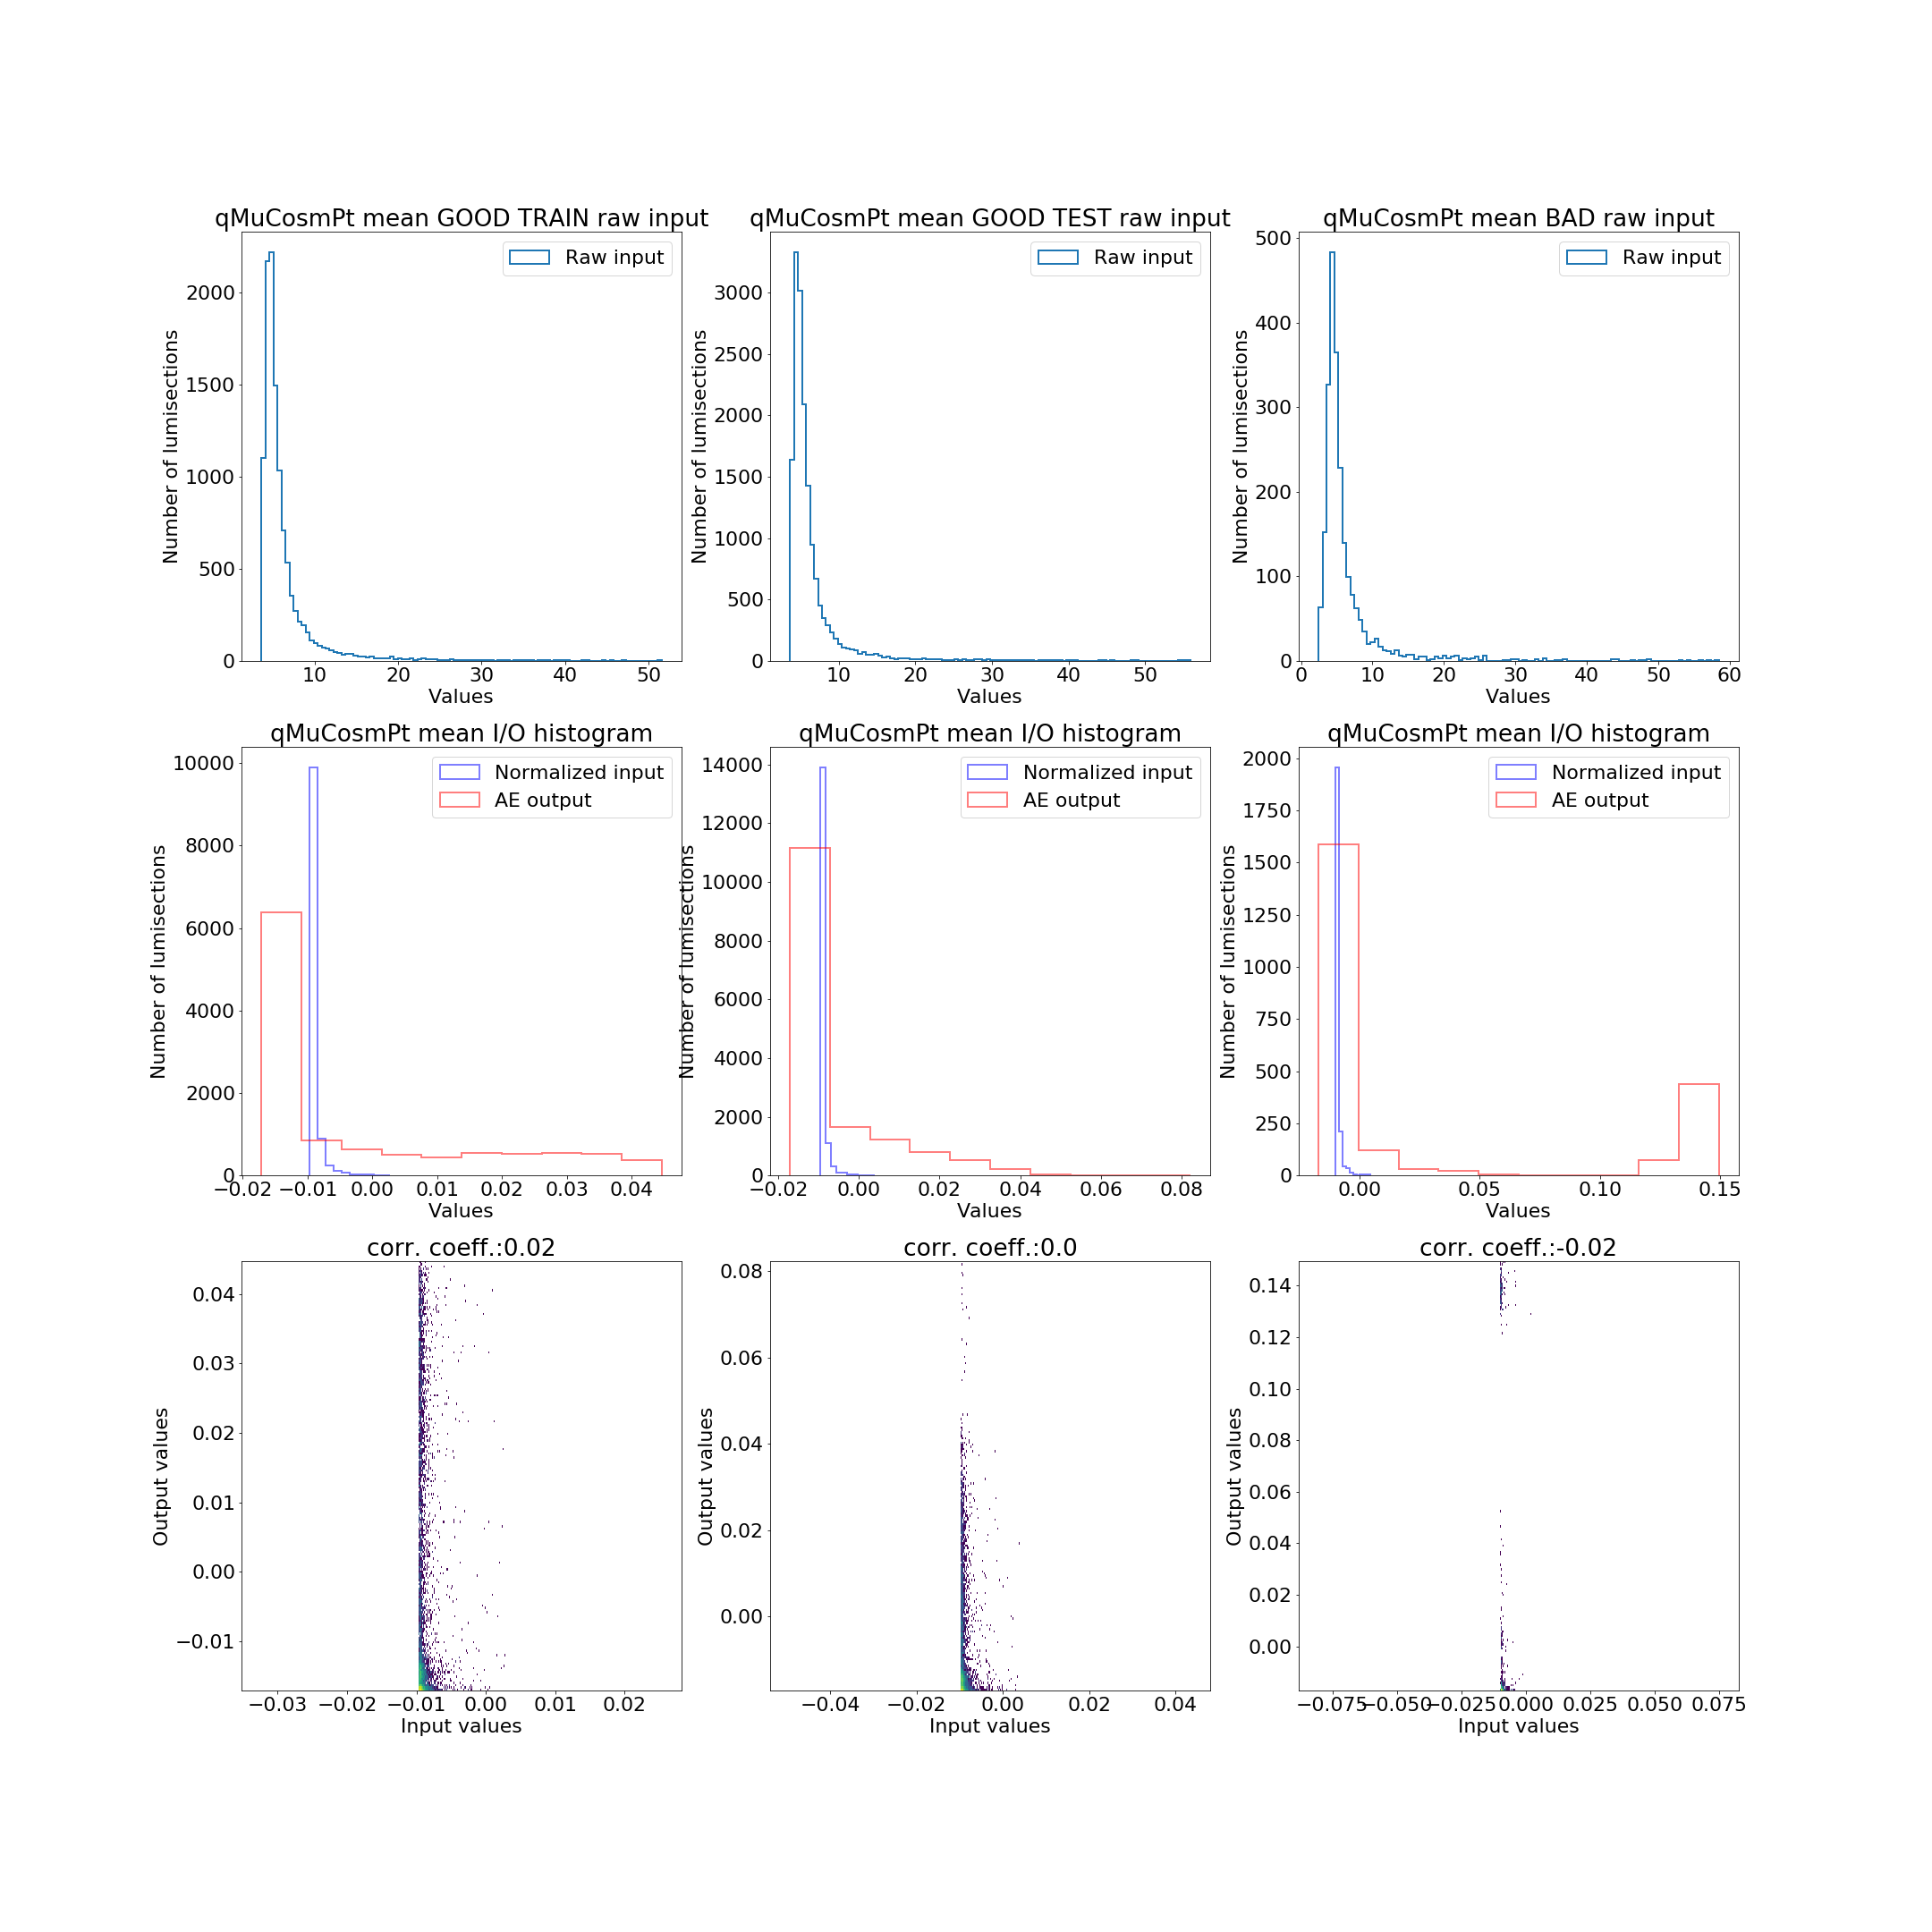 qMuCosmPt mean GOOD TRAIN raw input
Raw input
Number of lumisections
2000
1500
1000
500
0
10 20 30 40 50
Values
qMuCosmPt mean GOOD TEST raw input
Raw input
Number of lumisections
3000
2500
2000
1500
1000
500
0
10 20 30 40 50
Values
qMuCosmPt mean BAD raw input
Raw input
Number of lumisections
500
400
300
200
100
0
0 10 20 30 40 50 60
Values
qMuCosmPt mean I/O histogram
Normalized input
AE output
Number of lumisections
10000
8000
6000
4000
2000
0
−0.02 −0.01 0.00 0.01 0.02 0.03 0.04
Values
qMuCosmPt mean I/O histogram
Normalized input
AE output
Number of lumisections
14000
12000
10000
8000
6000
4000
2000
0
−0.02 0.00 0.02 0.04 0.06 0.08
Values
qMuCosmPt mean I/O histogram
Normalized input
AE output
Number of lumisections
2000
1750
1500
1250
1000
750
500
250
0
0.00 0.05 0.10 0.15
Values
corr. coeff.:0.02
Output values
0.04
0.03
0.02
0.01
0.00
−0.01
−0.03 −0.02 −0.01 0.00 0.01 0.02
Input values
corr. coeff.:0.0
Output values
0.08
0.06
0.04
0.02
0.00
−0.04 −0.02 0.00 0.02 0.04
Input values
corr. coeff.:-0.02
Output values
0.14
0.12
0.10
0.08
0.06
0.04
0.02
0.00
−0.075 −0.050 −0.025 0.000 0.025 0.050 0.075
Input values